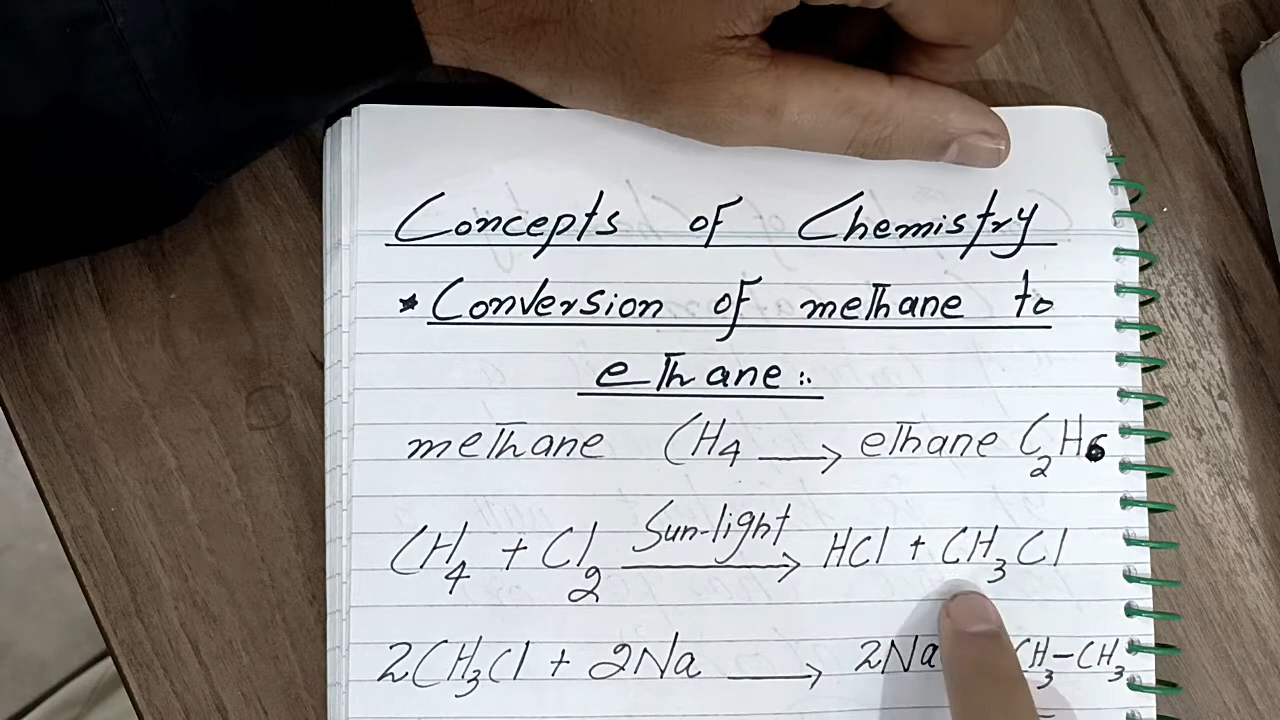 Concepts of Chemistry
* Conversion of methane to
ethane:.
methane CH4 ⟶ ethane C2H6
CH4 + Cl2 Sun-light ⟶ HCl + CH3Cl
2CH3Cl + 2Na ⟶ 2Na CH3-CH3